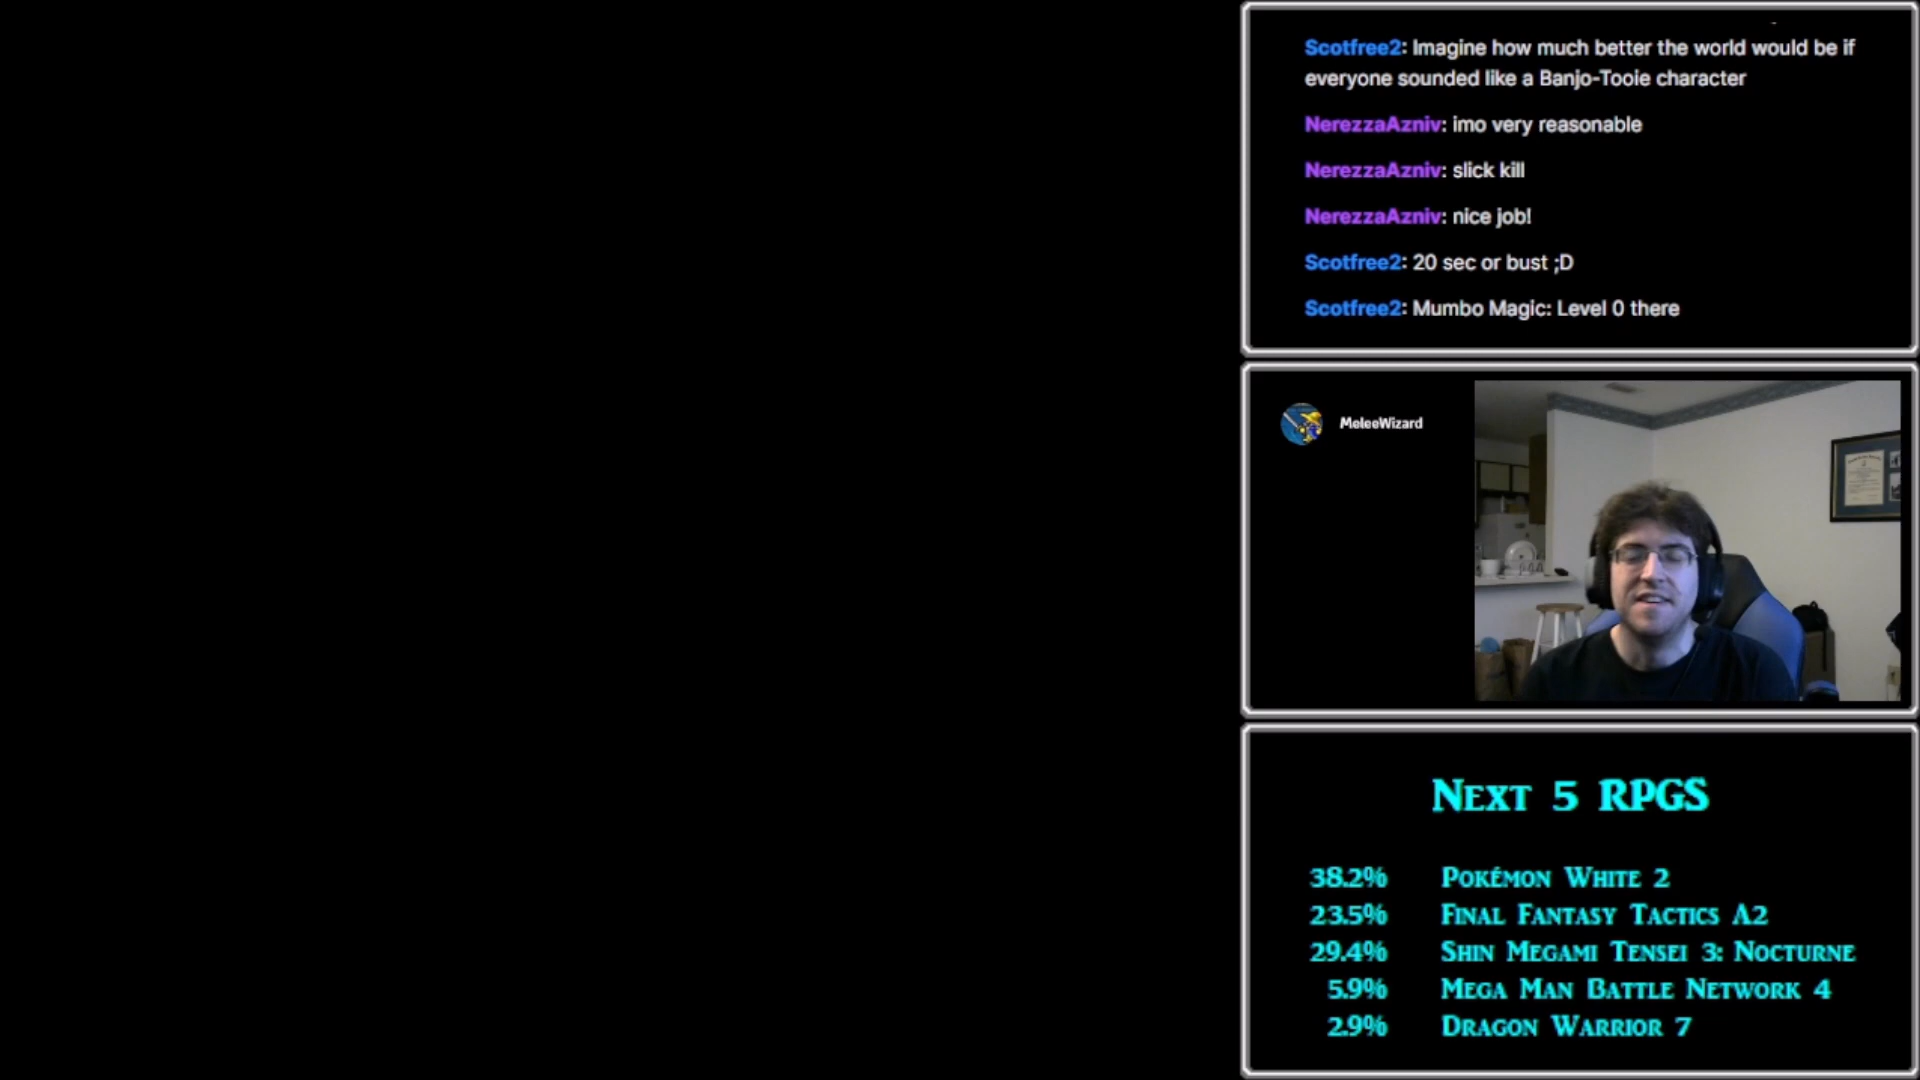 Scotfree2: Imagine how much better the world would be if
everyone sounded like a Banjo-Tooie character
NerezzaAzniv: imo very reasonable
NerezzaAzniv: slick kill
NerezzaAzniv: nice job!
Scotfree2: 20 sec or bust ;D
Scotfree2: Mumbo Magic: Level 0 there
MeleeWizard
Next 5 RPGs
38.2% Pokémon White 2
23.5% Final Fantasy Tactics A2
29.4% Shin Megami Tensei 3: Nocturne
5.9% Mega Man Battle Network 4
2.9% Dragon Warrior 7